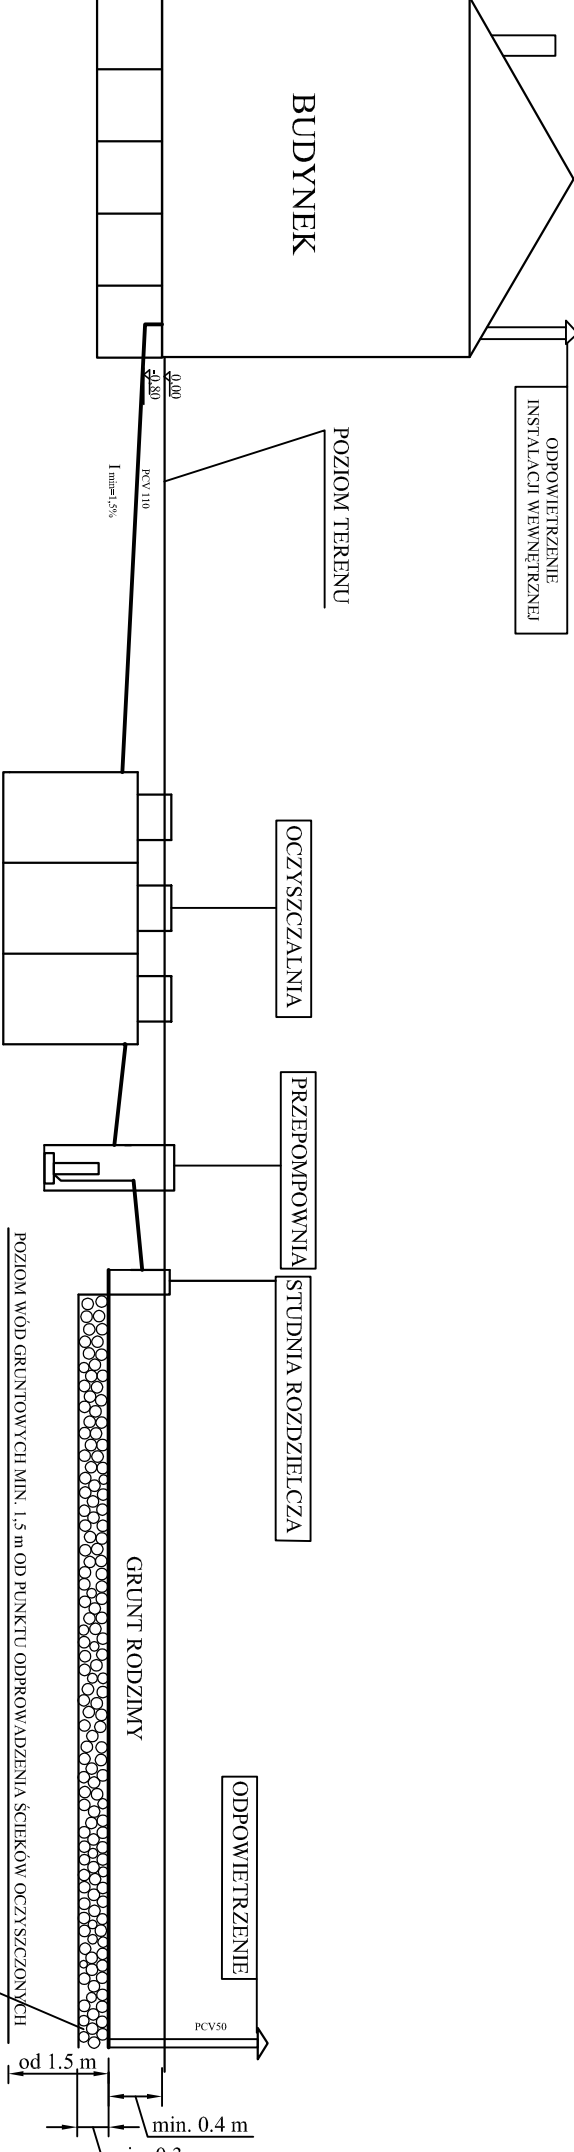 BUDYNEK
ODPOWIETRZENIE
INSTALACJI WEWNĘTRZNEJ
0,00
-0,80
POZIOM TERENU
PCV 110
I min=1,5%
OCZYSZCZALNIA
PRZEPOMPOWNIA
STUDNIA ROZDZIELCZA
GRUNT RODZIMY
ODPOWIETRZENIE
PCV50
POZIOM WÓD GRUNTOWYCH MIN. 1,5 m OD PUNKTU ODPROWADZENIA ŚCIEKÓW OCZYSZCZONYCH
od 1.5 m
min. 0.4 m